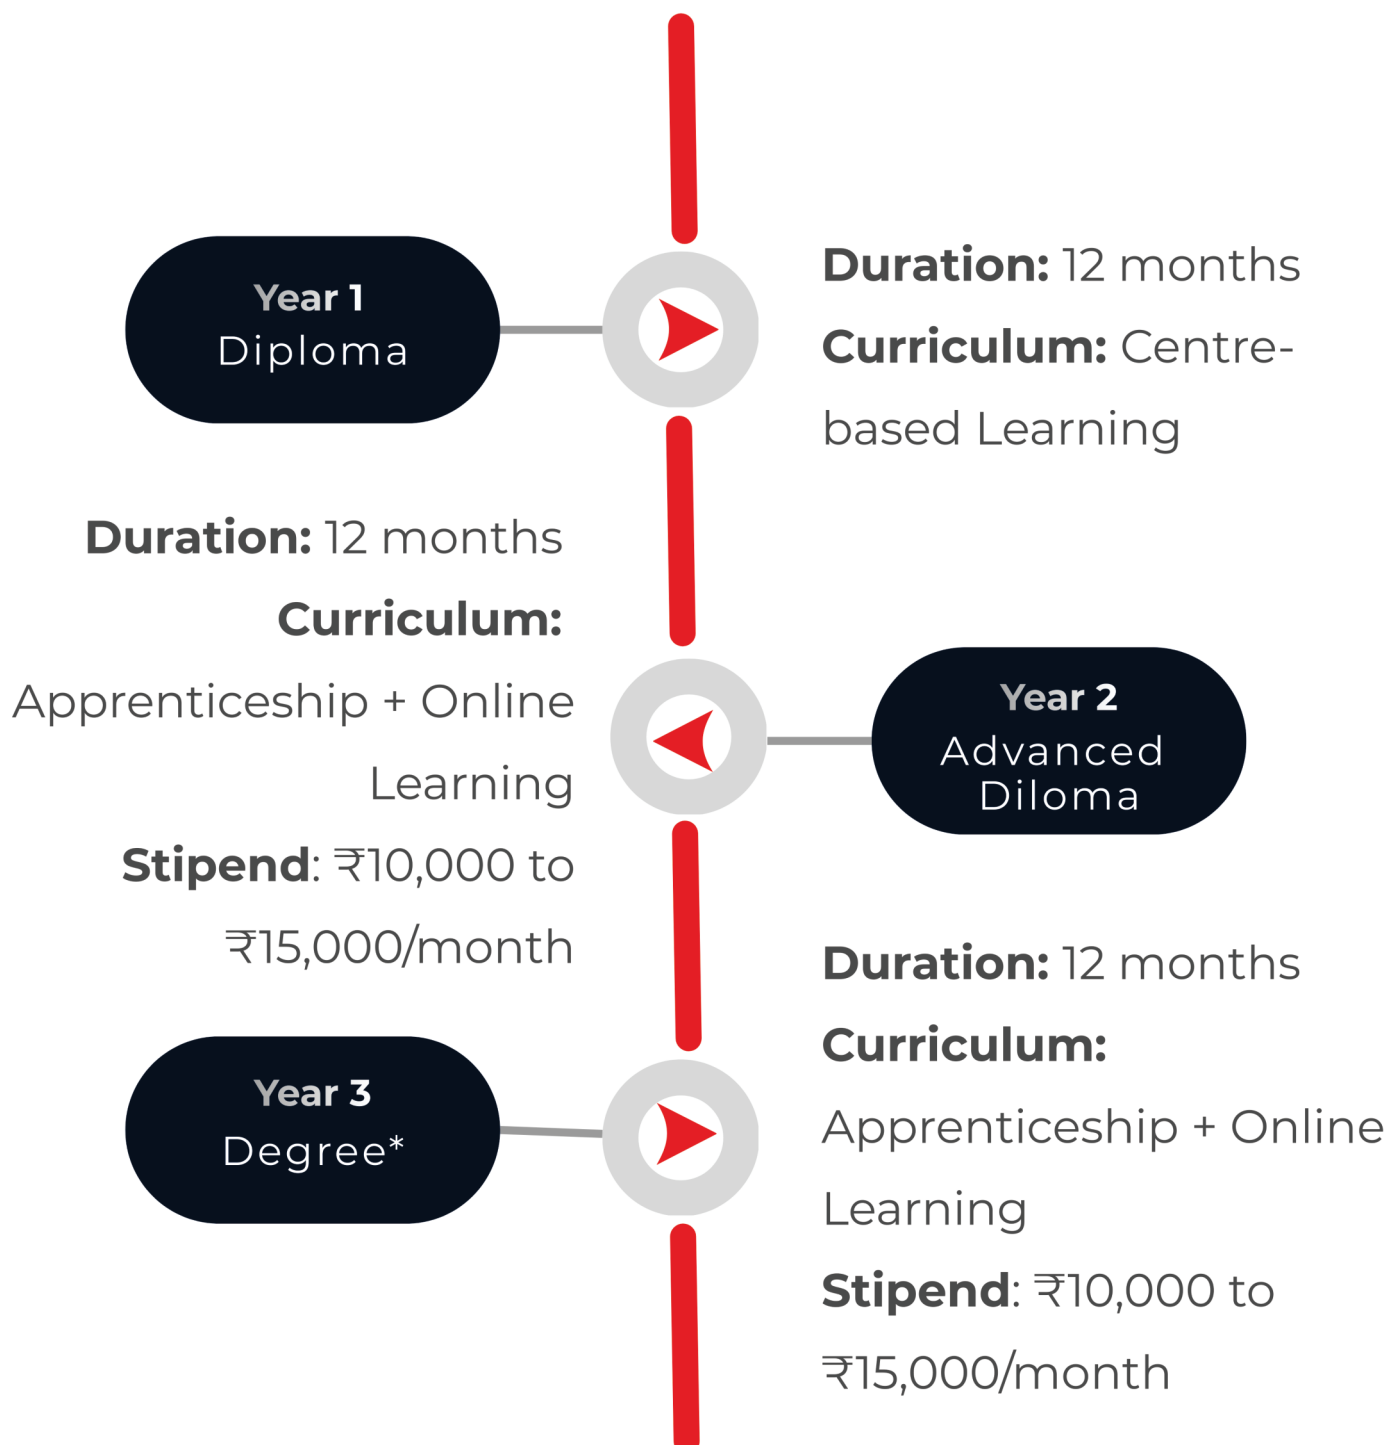 Year 1
Diploma
Duration: 12 months
Curriculum: Centre-
based Learning
Duration: 12 months
Curriculum:
Apprenticeship + Online
Learning
Stipend: ₹10,000 to
₹15,000/month
Year 2
Advanced
Diloma
Year 3
Degree*
Duration: 12 months
Curriculum:
Apprenticeship + Online
Learning
Stipend: ₹10,000 to
₹15,000/month